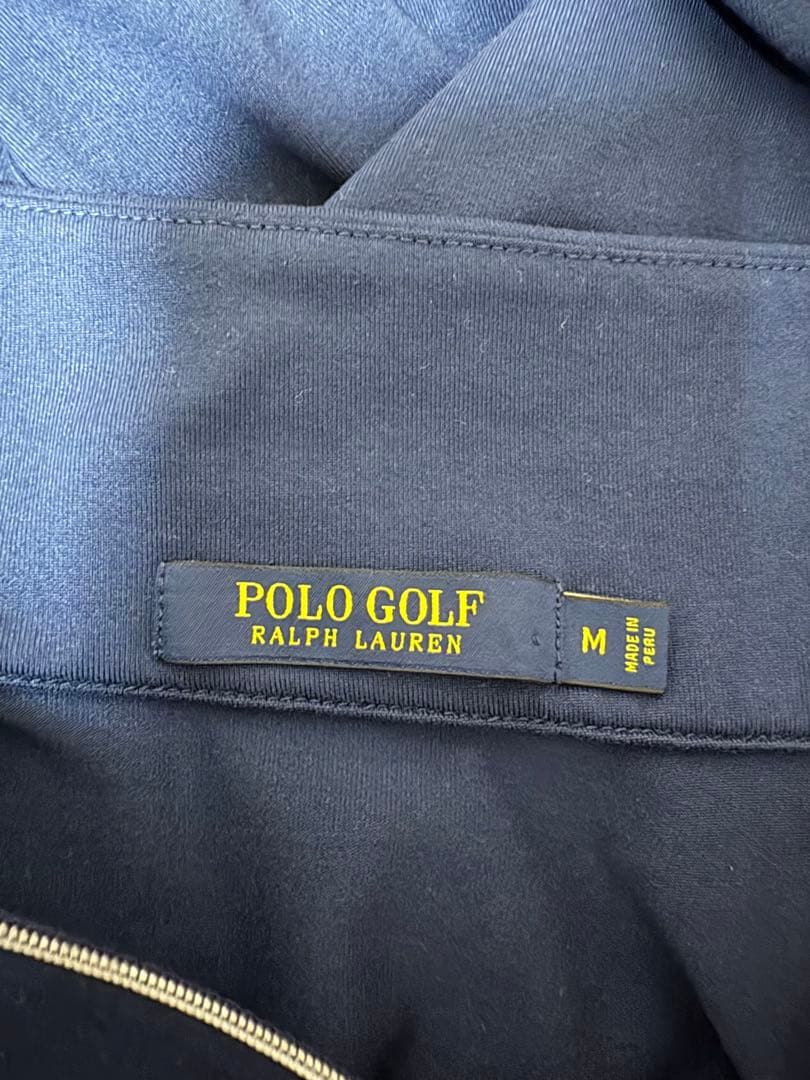 POLO GOLF
RALPH LAUREN
M
MADE IN
PERU